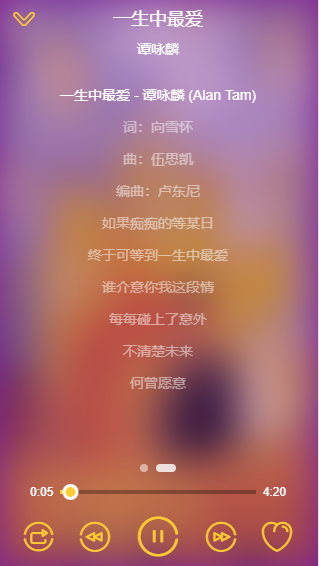 一生中最爱
谭咏麟
一生中最爱 - 谭咏麟 (Alan Tam)
词：向雪怀
曲：伍思凯
编曲：卢东尼
如果痴痴的等某日
终于可等到一生中最爱
谁介意你我这段情
每每碰上了意外
不清楚未来
何曾愿意
0:05 4:20